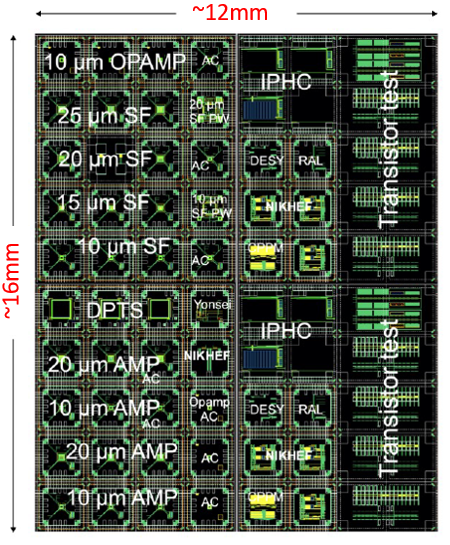 ~12mm
~16mm
10 µm OPAMP
AC
IPHC
Transistor test
25 µm SF
20 µm
SF PW
20 µm SF
AC
DESY
RAL
15 µm SF
10 µm
SF PW
NIKHEF
10 µm SF
AC
CPPM
DPTS
Yonsei
IPHC
Transistor test
20 µm AMP
AC
NIKHEF
10 µm AMP
AC
Opamp
AC
DESY
RAL
20 µm AMP
AC
NIKHEF
10 µm AMP
AC
CPPM